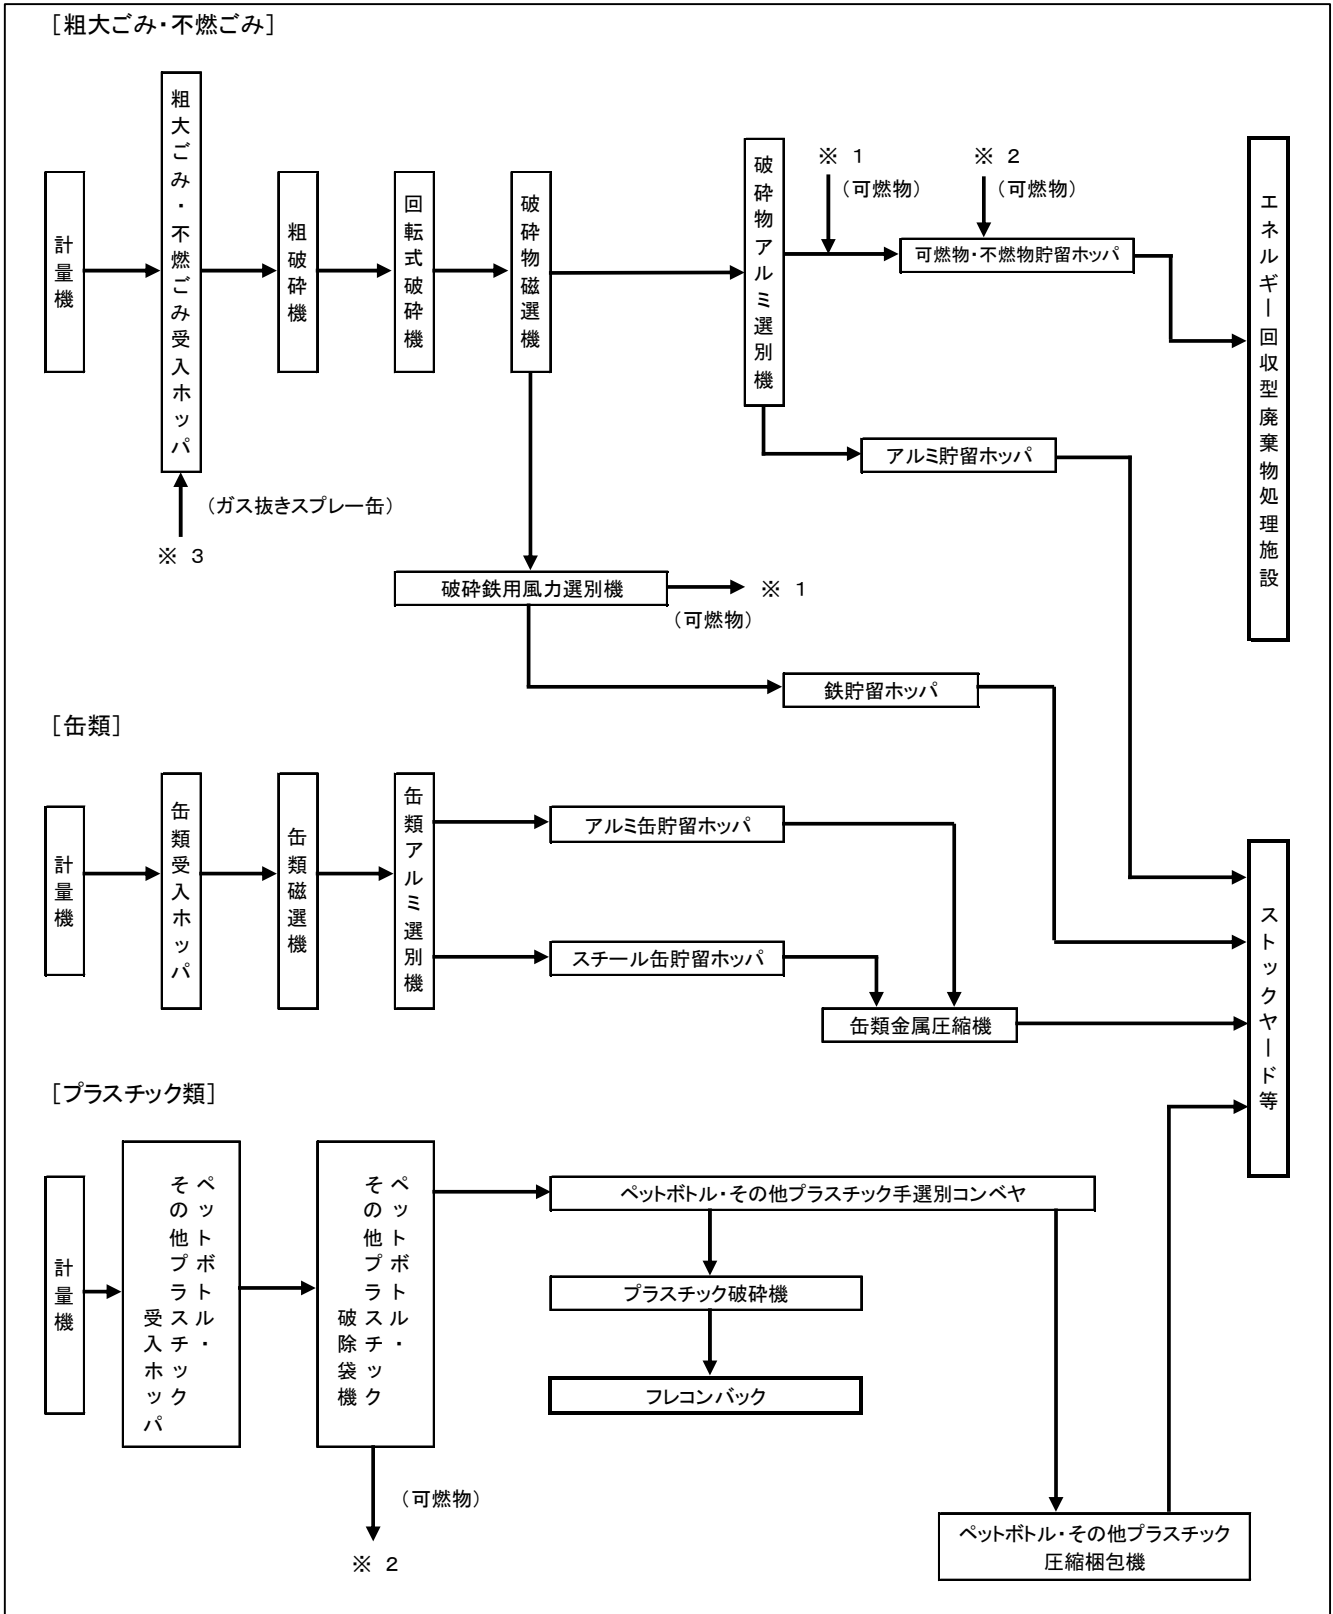 ［粗大ごみ・不燃ごみ］
計量機
粗大ごみ・不燃ごみ受入ホッパ
粗破砕機
回転式破砕機
破砕物磁選機
破砕物アルミ選別機
※ 1
（可燃物）
※ 2
（可燃物）
可燃物・不燃物貯留ホッパ
エネルギー回収型廃棄物処理施設
アルミ貯留ホッパ
（ガス抜きスプレー缶）
※ 3
破砕鉄用風力選別機
※ 1
（可燃物）
鉄貯留ホッパ
［缶類］
計量機
缶類受入ホッパ
缶類磁選機
缶類アルミ選別機
アルミ缶貯留ホッパ
スチール缶貯留ホッパ
缶類金属圧縮機
ストックヤード等
［プラスチック類］
計量機
ペットボトル・
その他プラスチック
受入ホッパ
ペットボトル・
その他プラスチック
破除袋機
ペットボトル・その他プラスチック手選別コンベヤ
プラスチック破砕機
フレコンバック
（可燃物）
※ 2
ペットボトル・その他プラスチック
圧縮梱包機